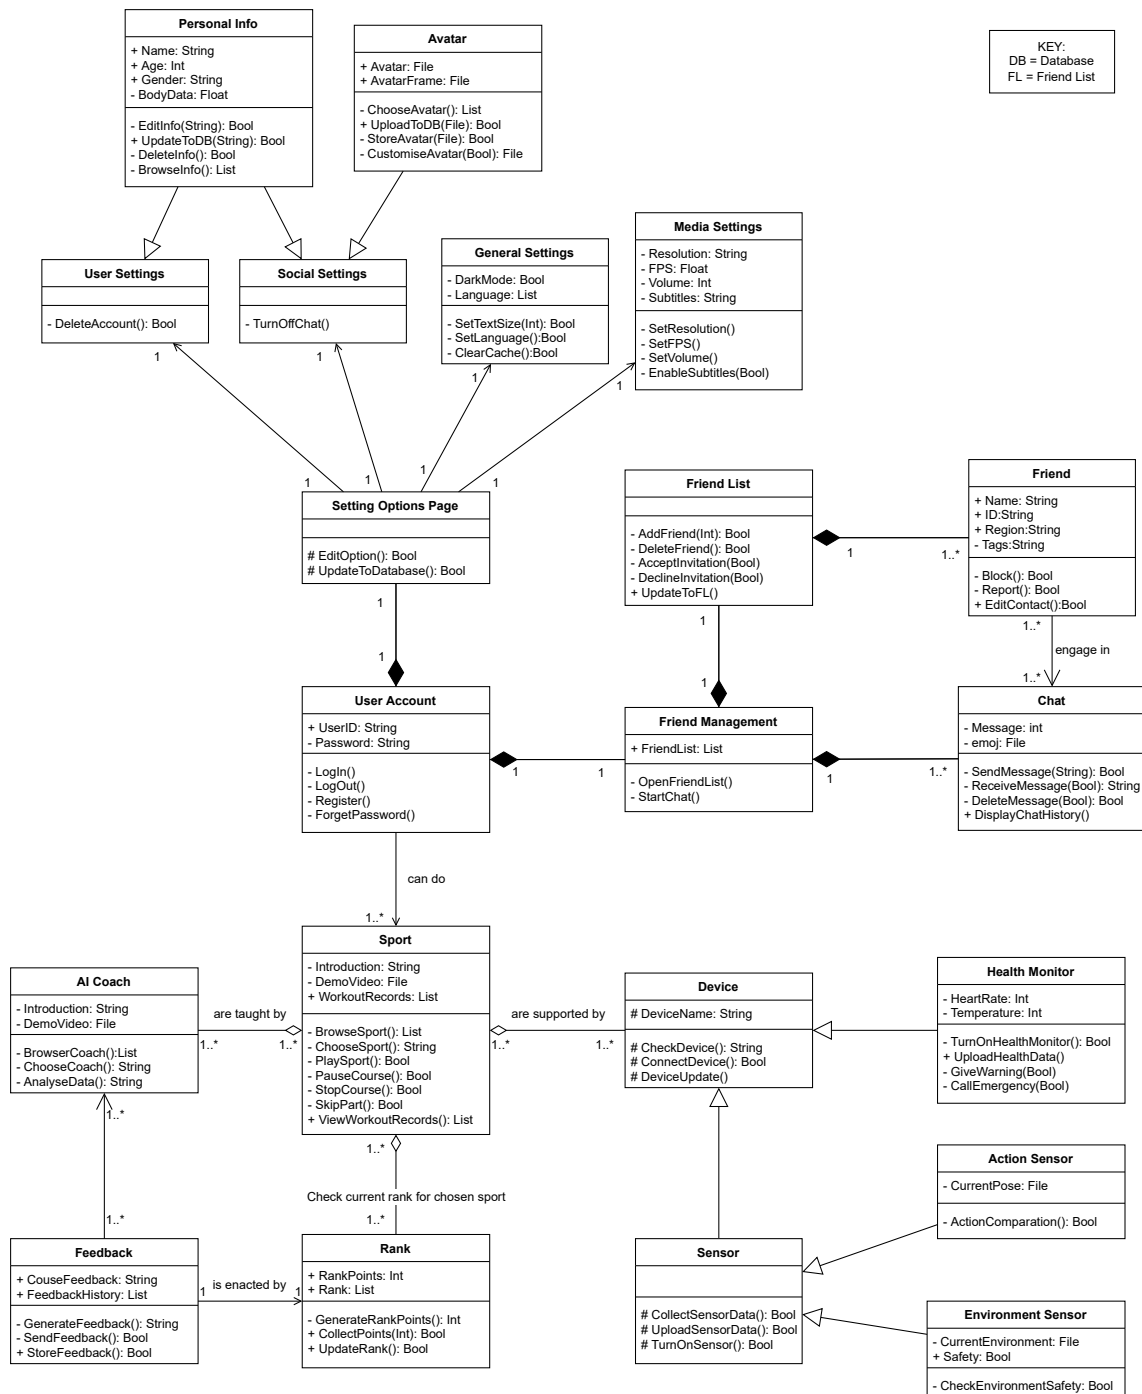 Personal Info
+ Name: String
+ Age: Int
+ Gender: String
- BodyData: Float
- EditInfo(String): Bool
+ UpdateToDB(String): Bool
- DeleteInfo(): Bool
- BrowseInfo(): List
Avatar
+ Avatar: File
+ AvatarFrame: File
- ChooseAvatar(): List
+ UploadToDB(File): Bool
- StoreAvatar(File): Bool
- CustomiseAvatar(Bool): File
KEY:
DB = Database
FL = Friend List
User Settings
- DeleteAccount(): Bool
1
Social Settings
- TurnOffChat()
1
General Settings
- DarkMode: Bool
- Language: List
- SetTextSize(Int): Bool
- SetLanguage():Bool
- ClearCache():Bool
1
Media Settings
- Resolution: String
- FPS: Float
- Volume: Int
- Subtitles: String
- SetResolution()
- SetFPS()
- SetVolume()
- EnableSubtitles(Bool)
1
1
1
1
1
Setting Options Page
# EditOption(): Bool
# UpdateToDatabase(): Bool
1
1
Friend List
- AddFriend(Int): Bool
- DeleteFriend(): Bool
- AcceptInvitation(Bool)
- DeclineInvitation(Bool)
+ UpdateToFL()
1
1..*
1
1
Friend
+ Name: String
+ ID:String
+ Region:String
- Tags:String
- Block(): Bool
- Report(): Bool
+ EditContact():Bool
1..*
engage in
1..*
User Account
+ UserID: String
- Password: String
- LogIn()
- LogOut()
- Register()
- ForgetPassword()
1
1
Friend Management
+ FriendList: List
- OpenFriendList()
- StartChat()
1
1..*
Chat
- Message: int
- emoj: File
- SendMessage(String): Bool
- ReceiveMessage(Bool): String
- DeleteMessage(Bool): Bool
+ DisplayChatHistory()
can do
1..*
AI Coach
- Introduction: String
- DemoVideo: File
- BrowserCoach():List
- ChooseCoach(): String
- AnalyseData(): String
are taught by
1..*
1..*
Sport
- Introduction: String
- DemoVideo: File
+ WorkoutRecords: List
- BrowseSport(): List
- ChooseSport(): String
- PlaySport(): Bool
- PauseCourse(): Bool
- StopCourse(): Bool
- SkipPart(): Bool
+ ViewWorkoutRecords(): List
are supported by
1..*
1..*
Device
# DeviceName: String
# CheckDevice(): String
# ConnectDevice(): Bool
# DeviceUpdate()
Health Monitor
- HeartRate: Int
- Temperature: Int
- TurnOnHealthMonitor(): Bool
+ UploadHealthData()
- GiveWarning(Bool)
- CallEmergency(Bool)
1..*
1..*
1..*
Check current rank for chosen sport
1..*
Action Sensor
- CurrentPose: File
- ActionComparation(): Bool
Feedback
+ CouseFeedback: String
+ FeedbackHistory: List
- GenerateFeedback(): String
- SendFeedback(): Bool
+ StoreFeedback(): Bool
is enacted by
1
1
Rank
+ RankPoints: Int
+ Rank: List
- GenerateRankPoints(): Int
+ CollectPoints(Int): Bool
+ UpdateRank(): Bool
Sensor
# CollectSensorData(): Bool
# UploadSensorData(): Bool
# TurnOnSensor(): Bool
Environment Sensor
- CurrentEnvironment: File
+ Safety: Bool
- CheckEnvironmentSafety: Bool